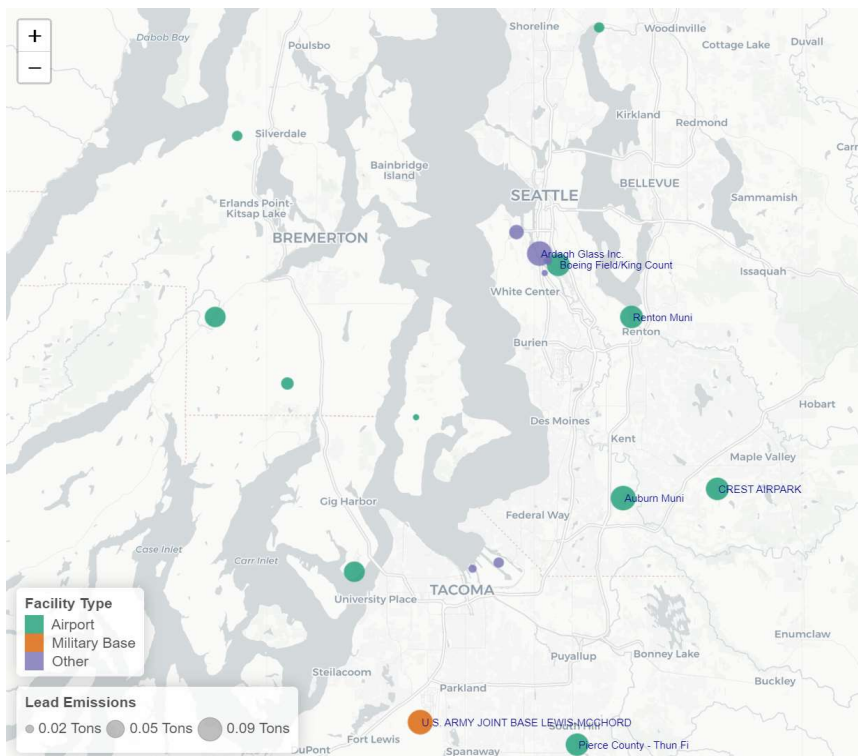 +
−
Dabob Bay
Poulsbo
Shoreline
Woodinville
Cottage Lake
Duvall
Silverdale
Kirkland
Redmond
Bainbridge
Island
Erlands Point-
Kitsap Lake
SEATTLE
BELLEVUE
Sammamish
BREMERTON
Ardagh Glass Inc.
Boeing Field/King Count
Issaquah
White Center
Renton Muni
Renton
Burien
Des Moines
Hobart
Kent
Maple Valley
Gig Harbor
CREST AIRPARK
Auburn Muni
Federal Way
Case Inlet
Carr Inlet
TACOMA
University Place
Facility Type
Airport
Military Base
Other
Enumclaw
Puyallup
Bonney Lake
Steilacoom
Buckley
Parkland
Lead Emissions
0.02 Tons 0.05 Tons 0.09 Tons
U.S. ARMY JOINT BASE LEWIS-MCCHORD
South Hill
Fort Lewis
DuPont
Spanaway
Pierce County - Thun Fi